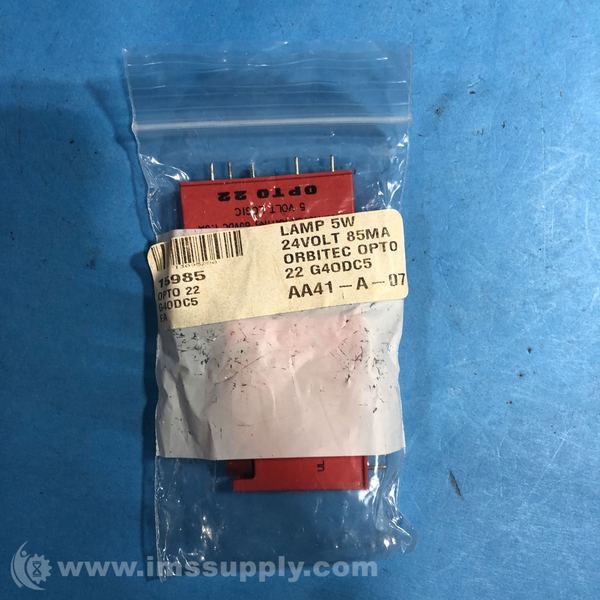 OPTO 22
5 VOLT LOGIC
60VDC
LAMP 5W
24VOLT 85MA
ORBITEC OPTO
22 G40DC5
AA41-A-07
15985
OPTO 22
G40DC5
EA
www.imssupply.com